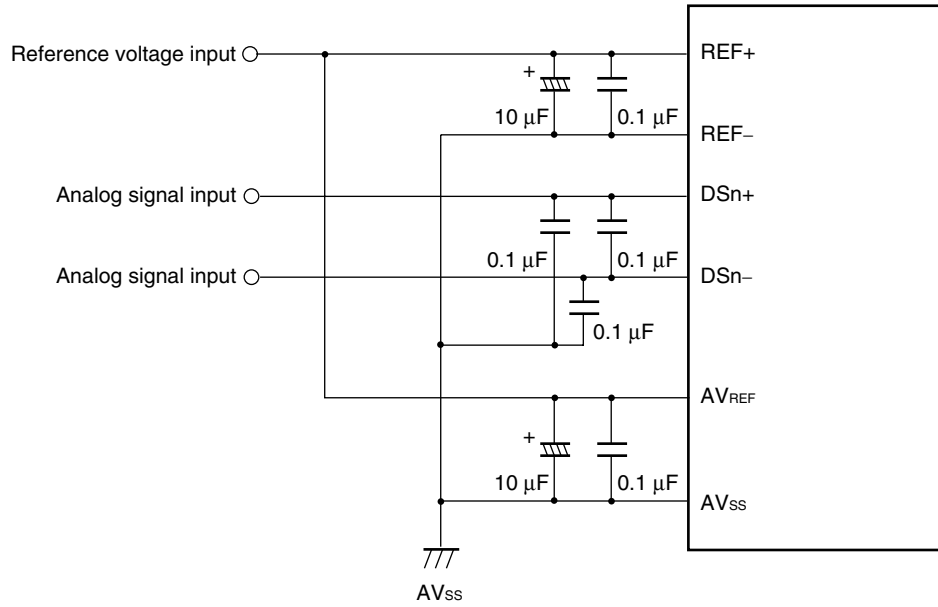 Reference voltage input
REF+
+
10 µF
0.1 µF
REF−
Analog signal input
DSn+
0.1 µF
0.1 µF
Analog signal input
DSn−
0.1 µF
AVREF
+
10 µF
0.1 µF
AVSS
AVSS